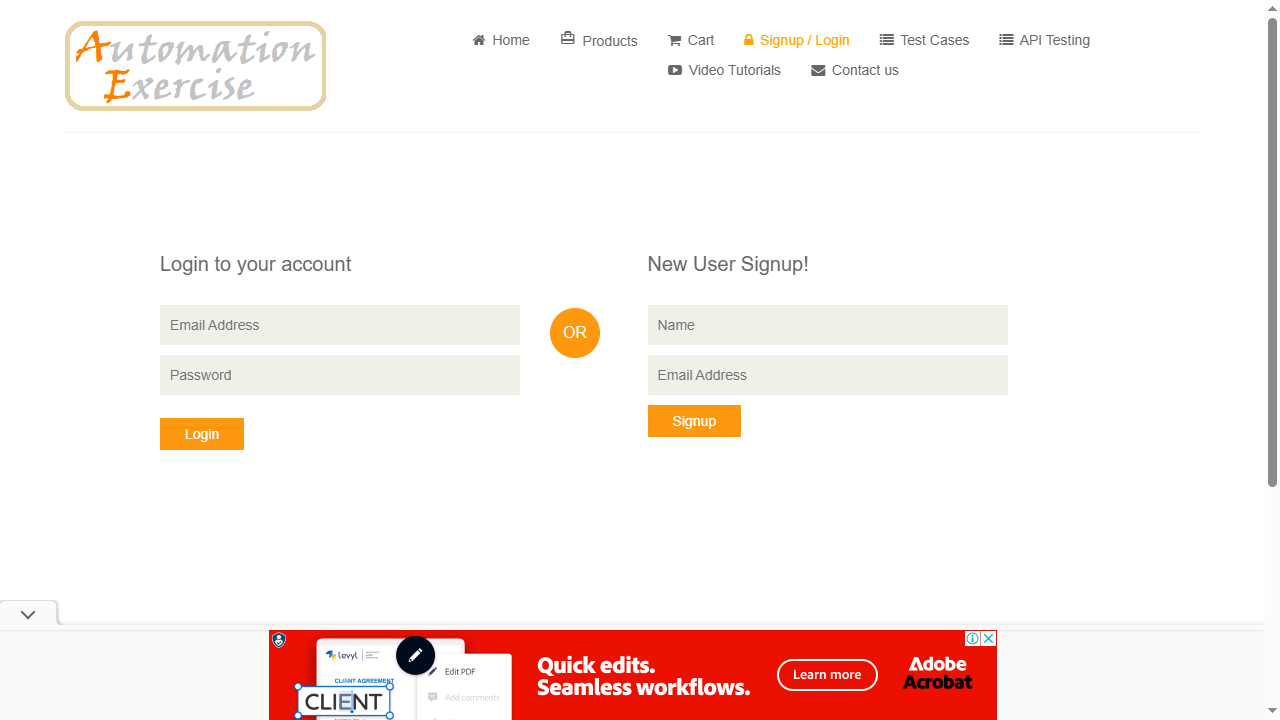 Automation
Exercise
Home
Products
Cart
Signup / Login
Test Cases
API Testing
Video Tutorials
Contact us
Login to your account
New User Signup!
Email Address
Name
OR
Password
Email Address
Login
Signup
levyl
CLIENT AGREEMENT
CLIENT
Edit PDF
Add comments
Quick edits.
Seamless workflows.
Learn more
Adobe
Acrobat